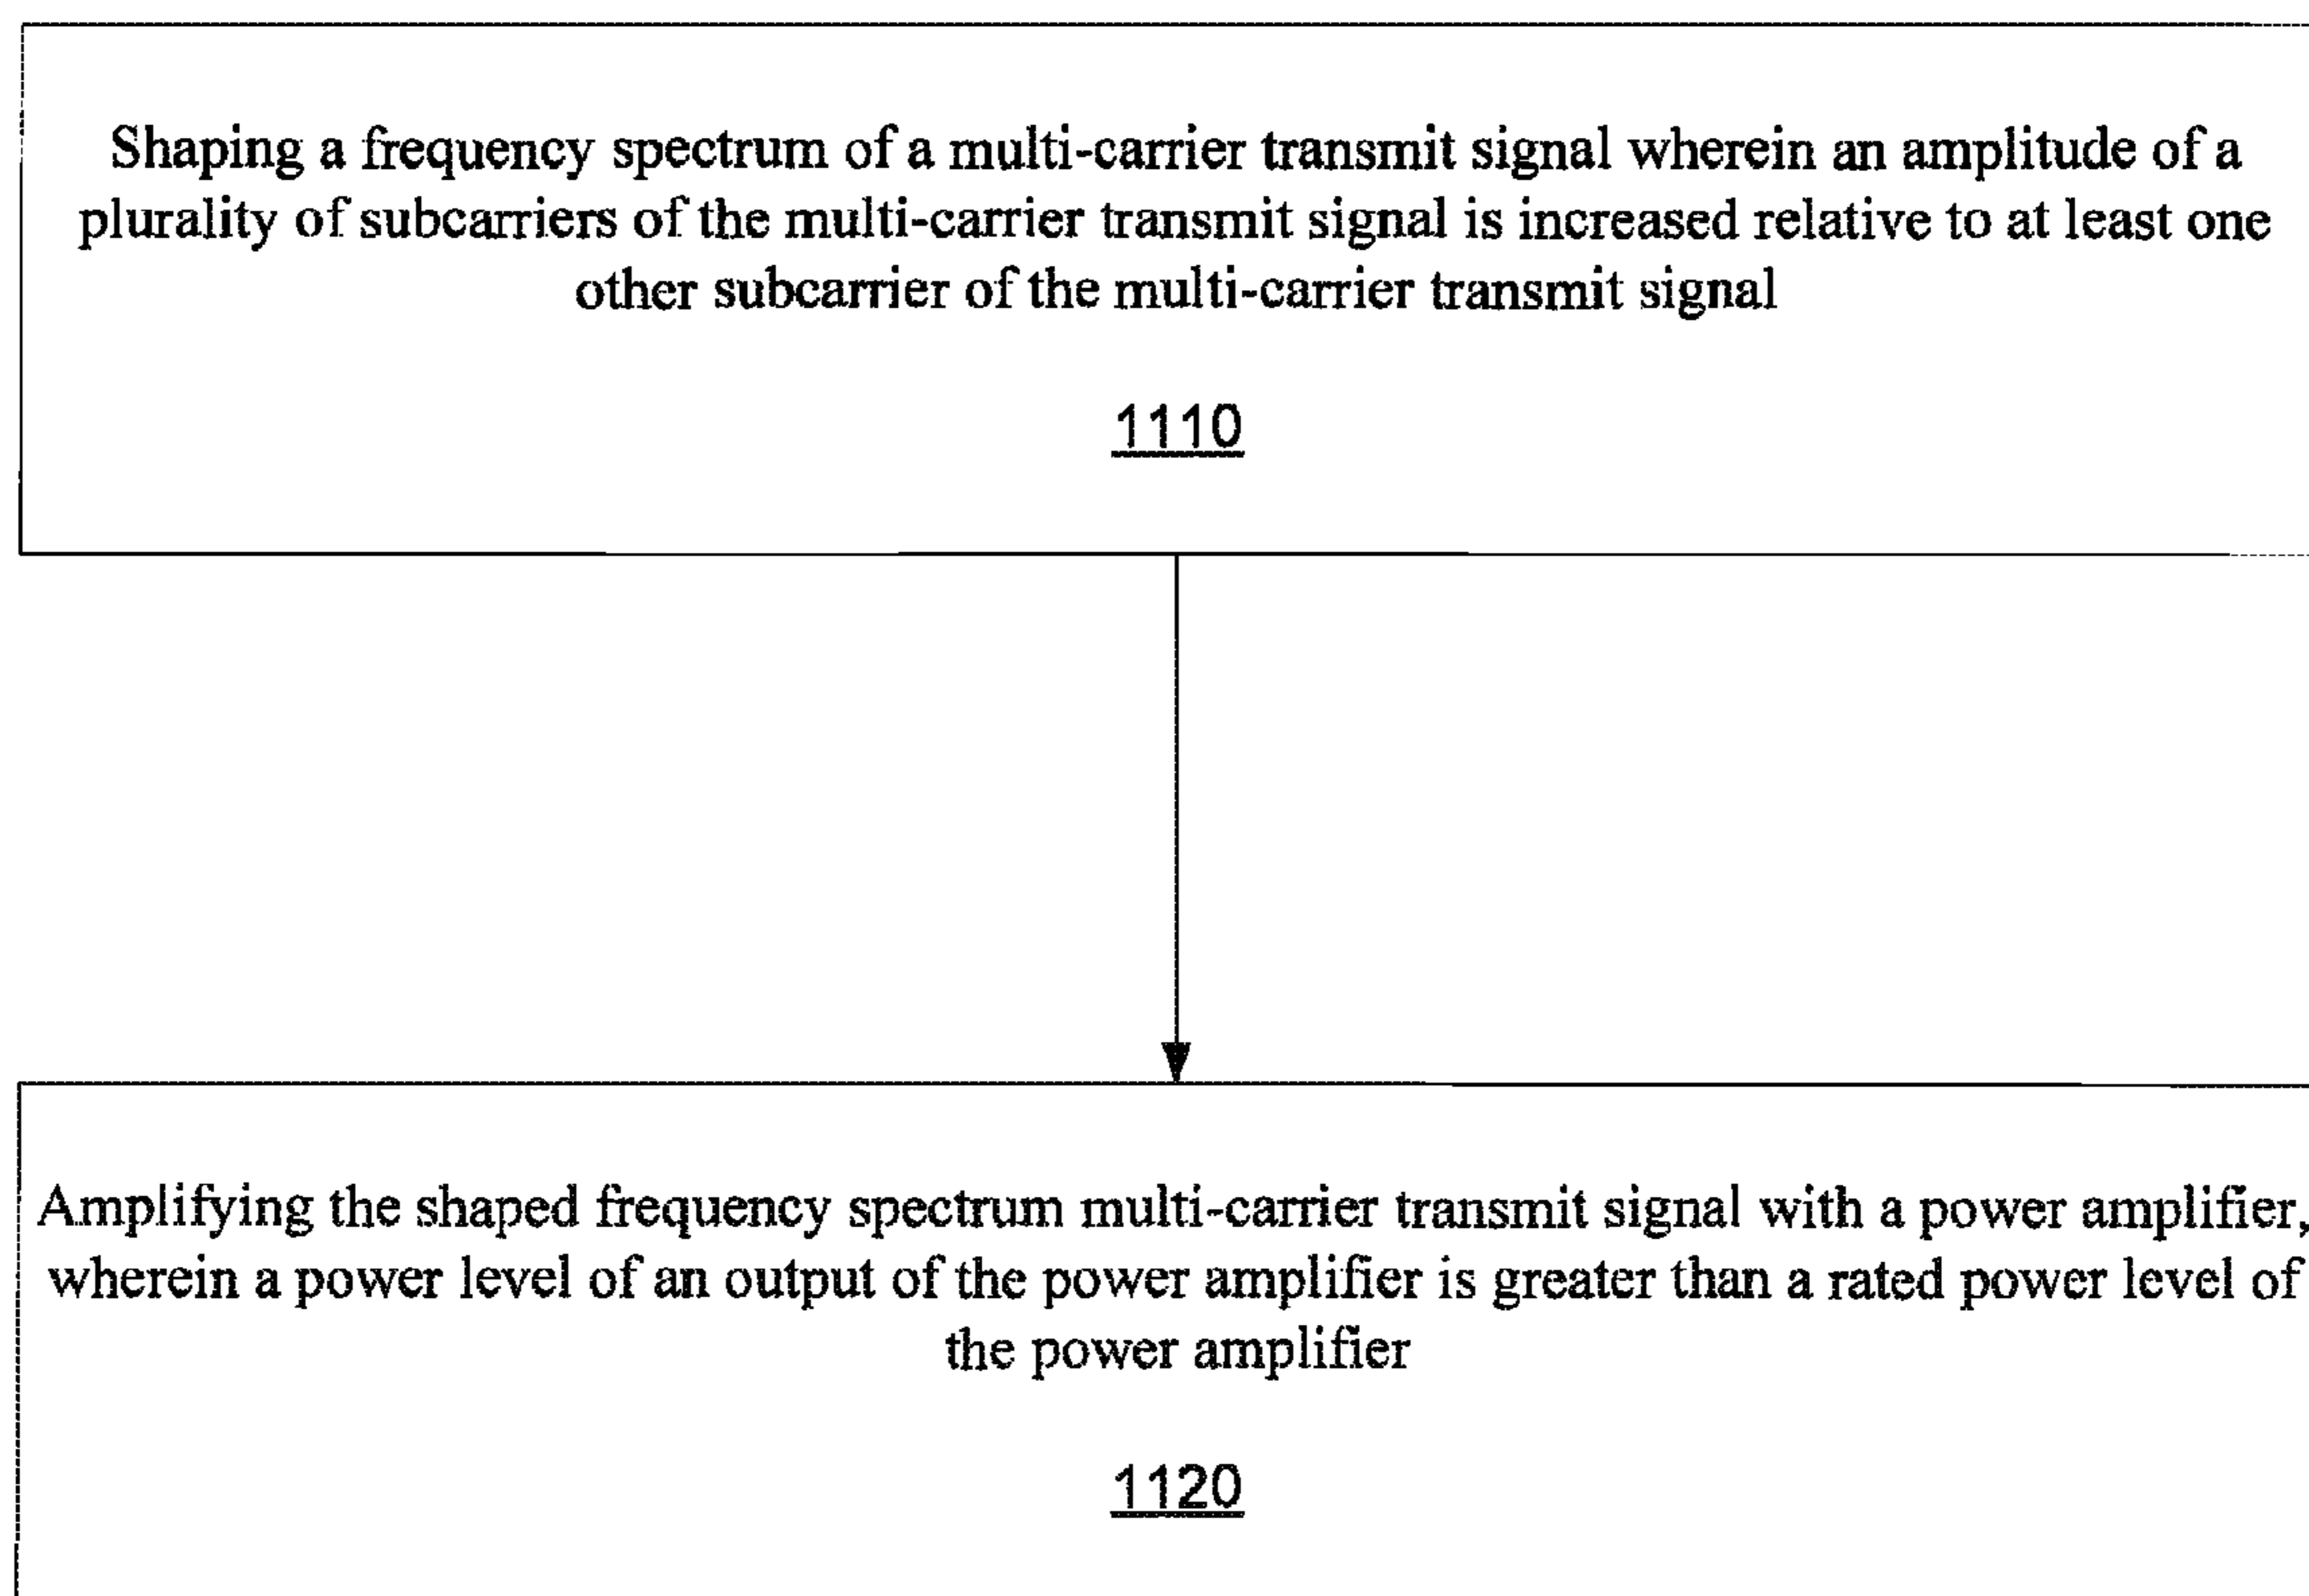 Shaping a frequency spectrum of a multi-carrier transmit signal wherein an amplitude of a
plurality of subcarriers of the multi-carrier transmit signal is increased relative to at least one
other subcarrier of the multi-carrier transmit signal
1110
Amplifying the shaped frequency spectrum multi-carrier transmit signal with a power amplifier,
wherein a power level of an output of the power amplifier is greater than a rated power level of
the power amplifier
1120